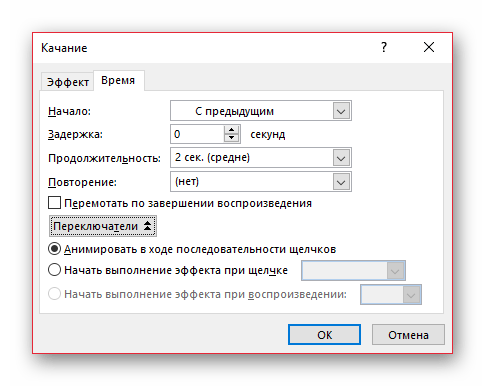 Качание ?
Эффект Время
Начало: С предыдущим
Задержка: 0 секунд
Продолжительность: 2 сек. (средне)
Повторение: (нет)
Перемотать по завершении воспроизведения
Переключатели
Анимировать в ходе последовательности щелчков
Начать выполнение эффекта при щелчке
Начать выполнение эффекта при воспроизведении:
ОК Отмена